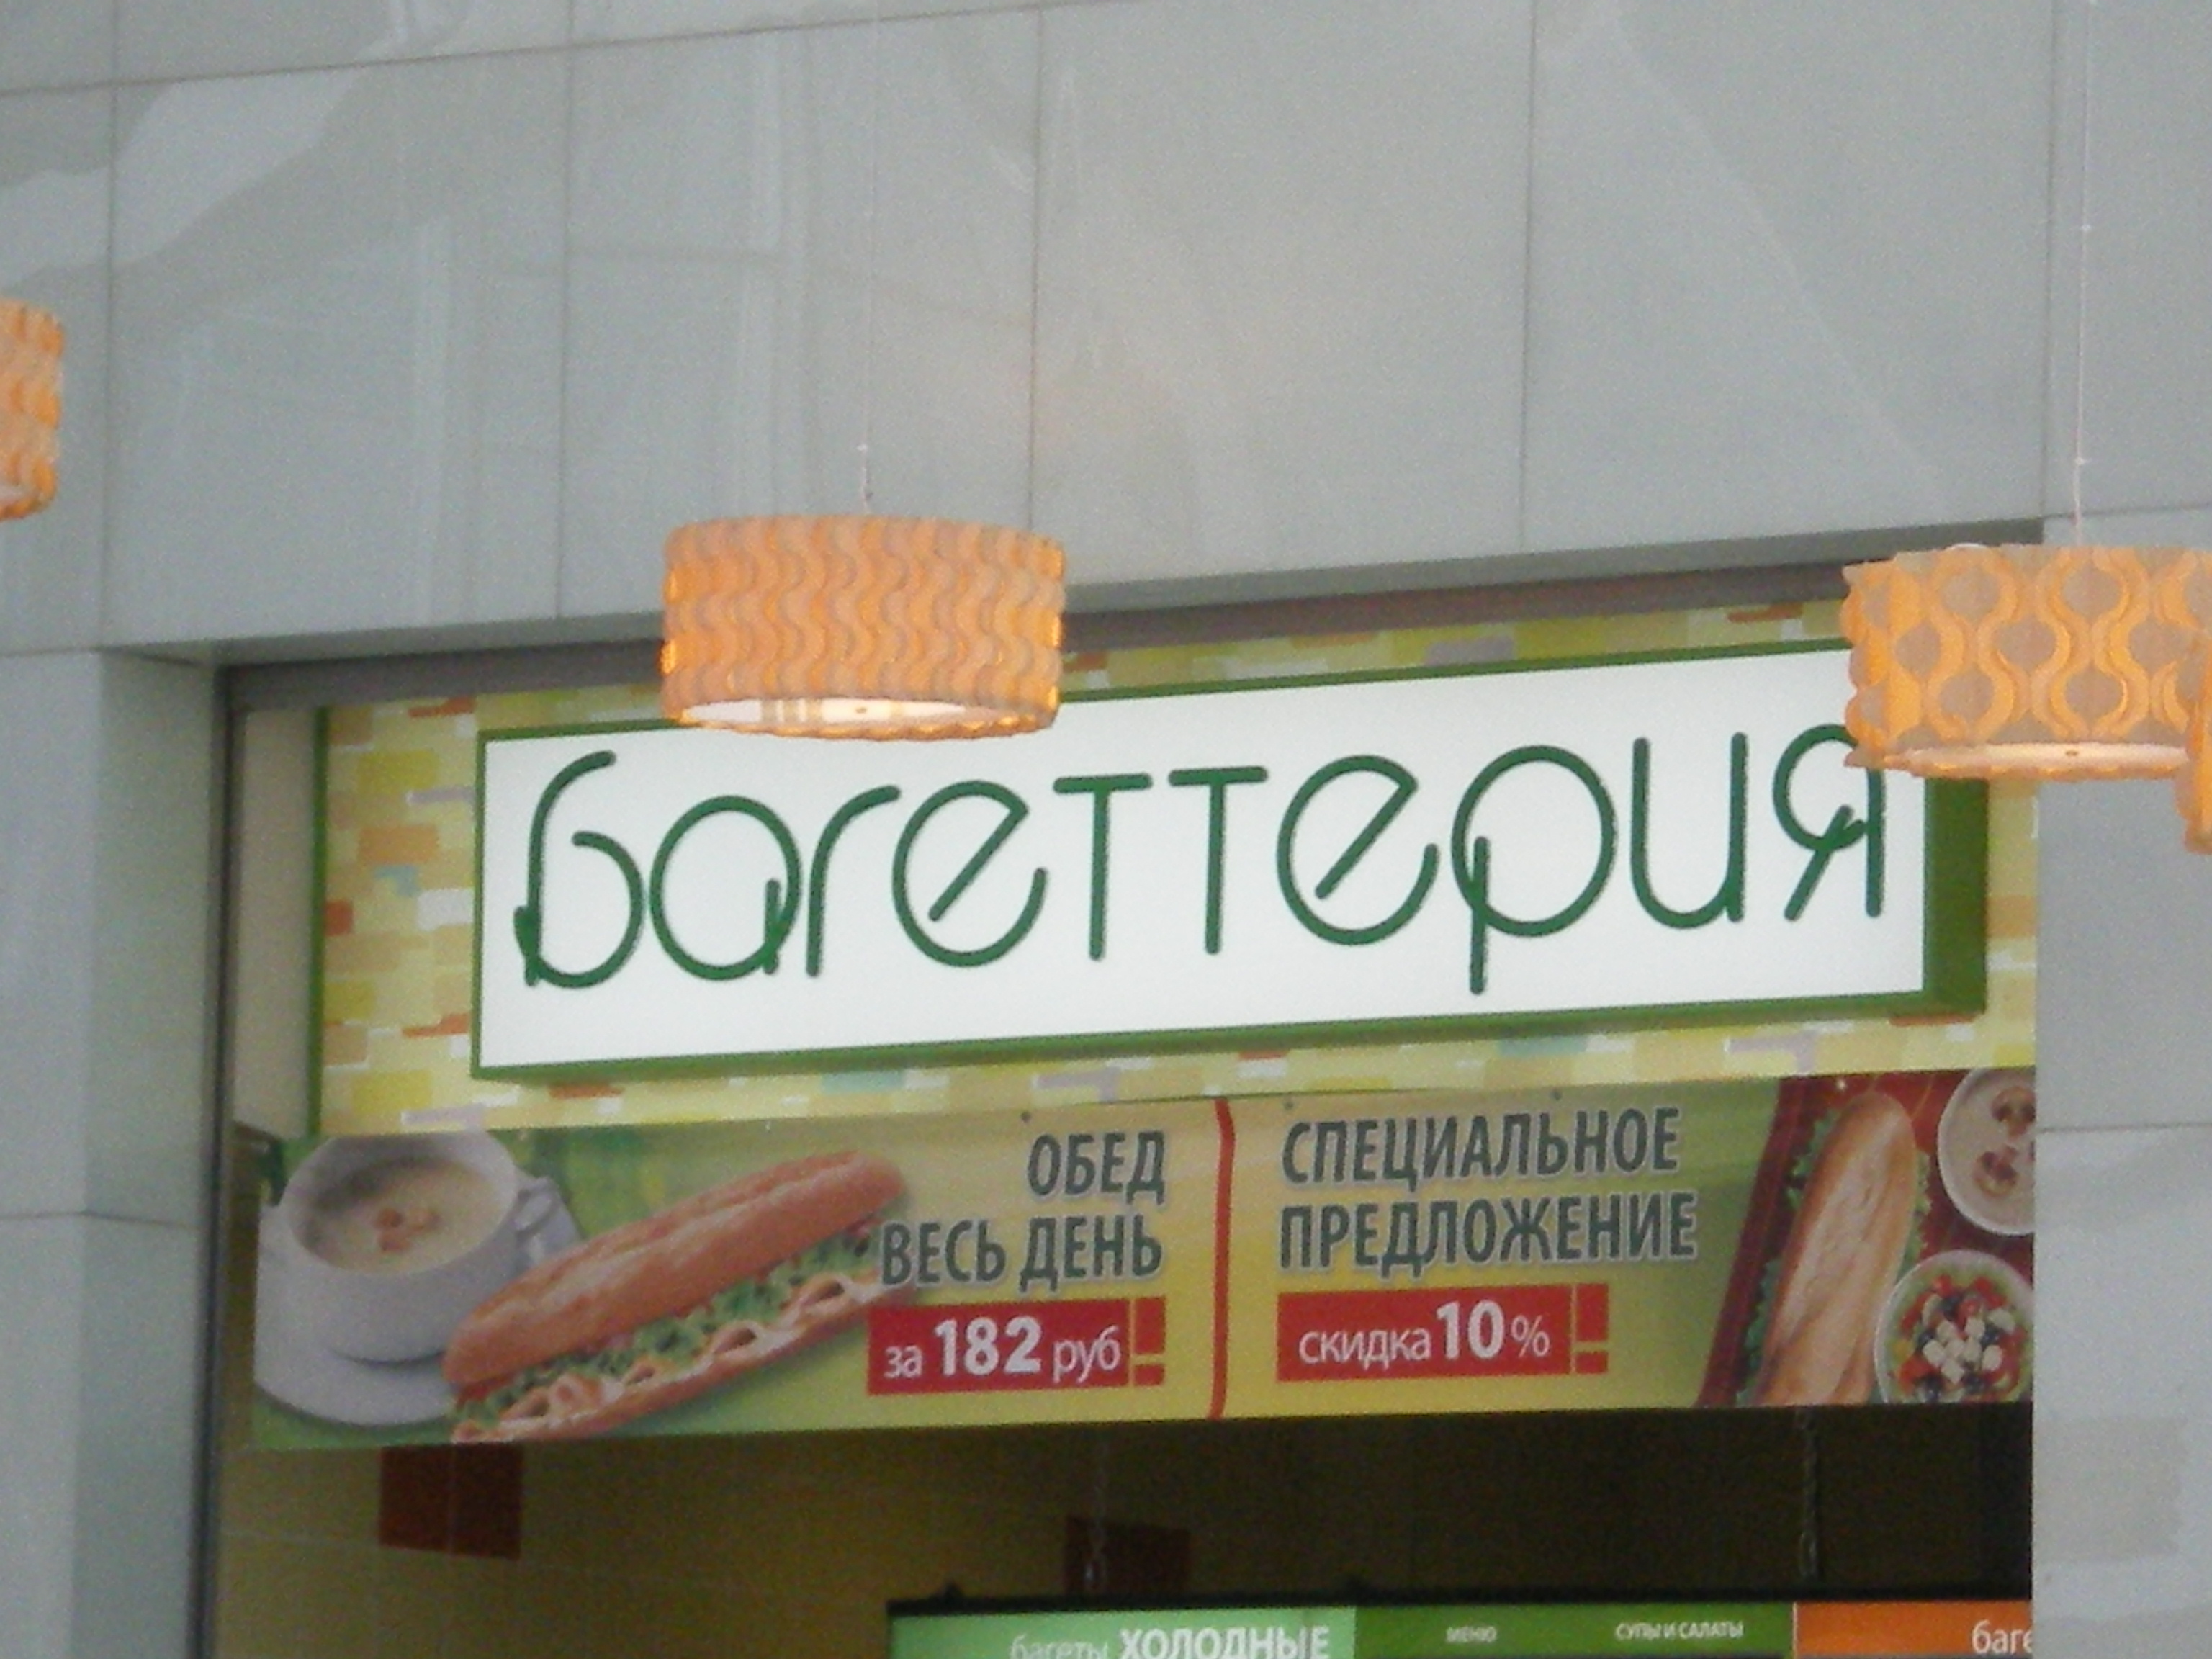 багеттерия
ОБЕД
ВЕСЬ ДЕНЬ
за 182 руб!
СПЕЦИАЛЬНОЕ
ПРЕДЛОЖЕНИЕ
скидка 10%!
багеты ХОЛОДНЫЕ
МЕНЮ
СУПЫ И САЛАТЫ
баге